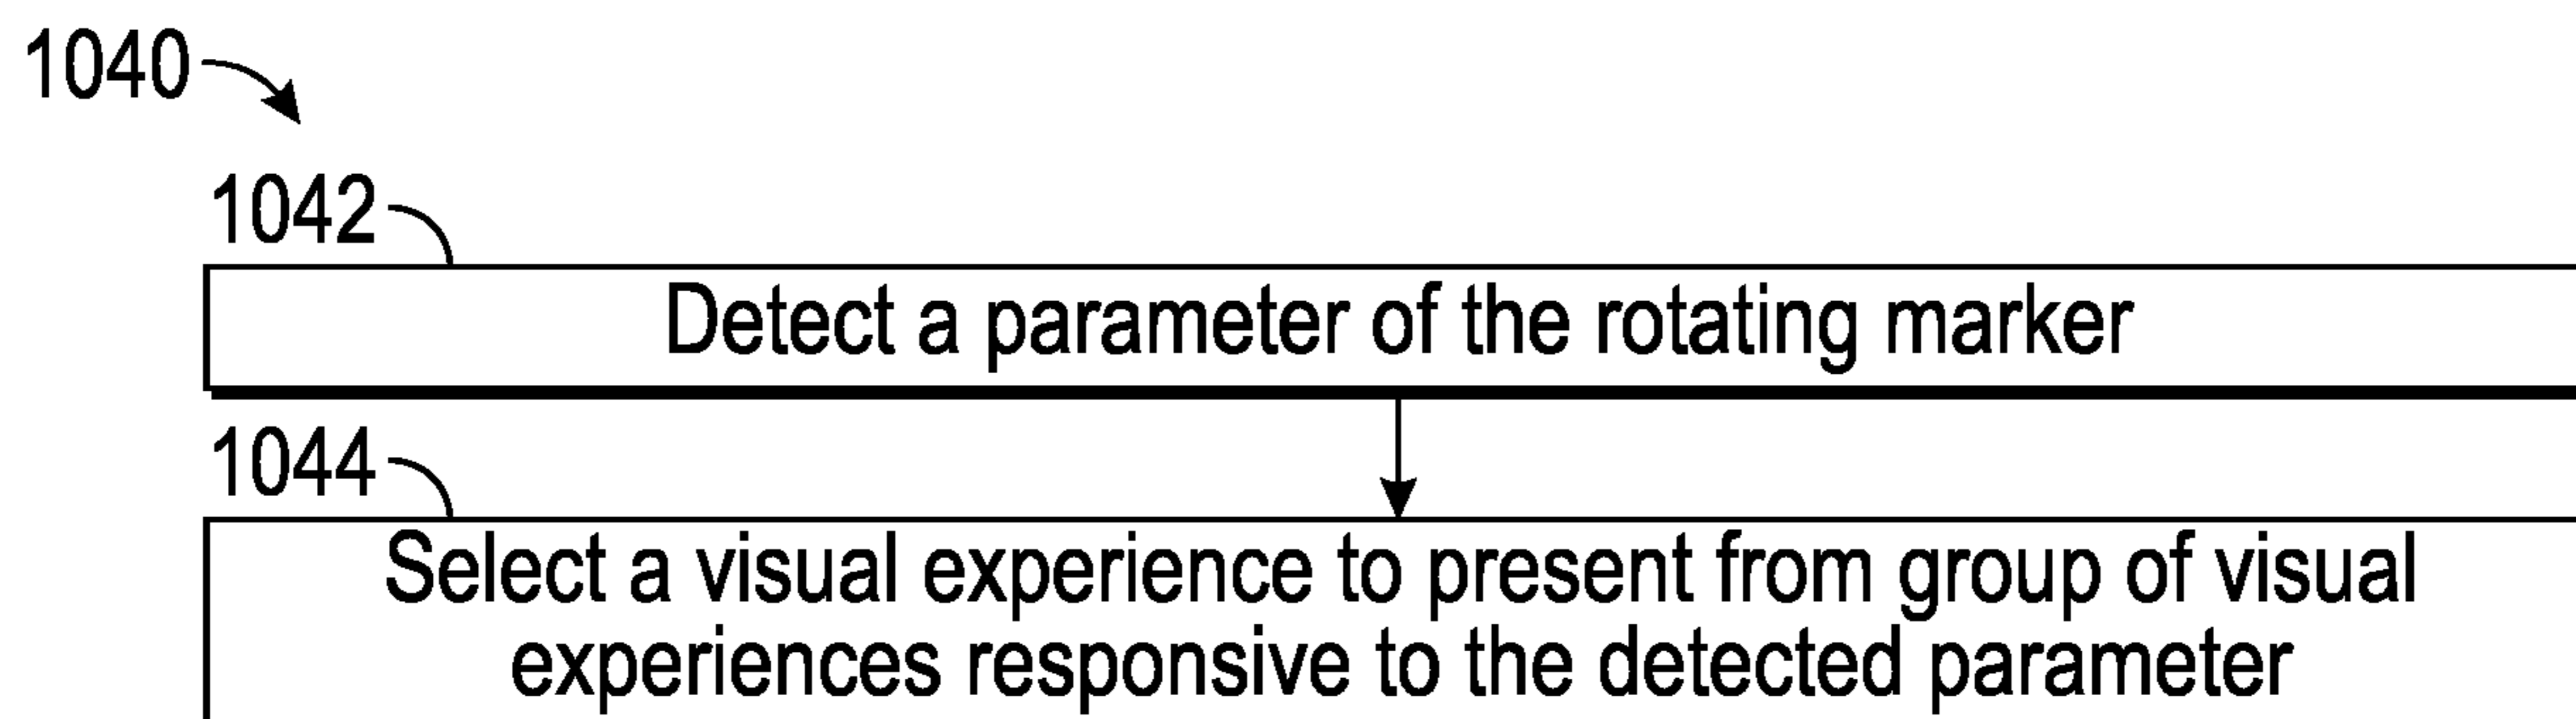 1040
1042
Detect a parameter of the rotating marker
1044
Select a visual experience to present from group of visual
experiences responsive to the detected parameter